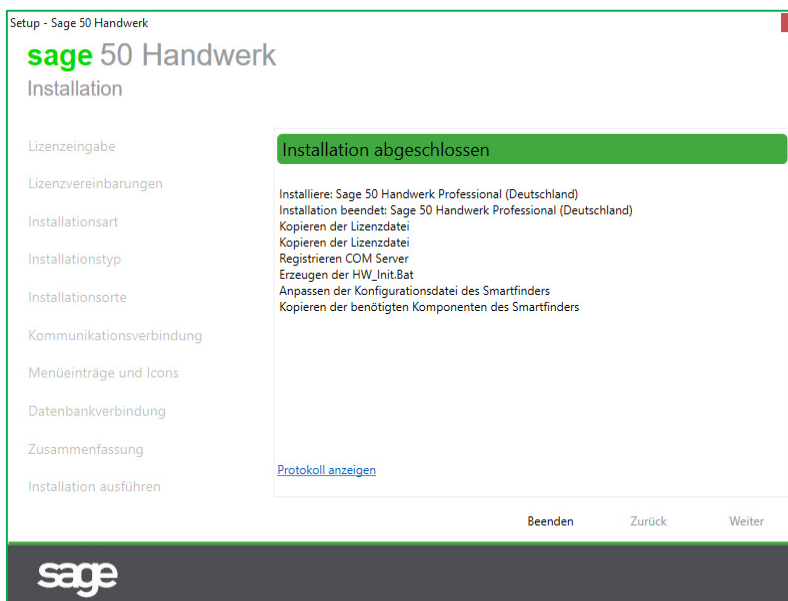 Setup - Sage 50 Handwerk
sage 50 Handwerk
Installation
Lizenzeingabe
Lizenzvereinbarungen
Installationsart
Installationstyp
Installationsorte
Kommunikationsverbindung
Menüeinträge und Icons
Datenbankverbindung
Zusammenfassung
Installation ausführen
Installation abgeschlossen
Installiere: Sage 50 Handwerk Professional (Deutschland)
Installation beendet: Sage 50 Handwerk Professional (Deutschland)
Kopieren der Lizenzdatei
Kopieren der Lizenzdatei
Registrieren COM Server
Erzeugen der HW_Init.Bat
Anpassen der Konfigurationsdatei des Smartfinders
Kopieren der benötigten Komponenten des Smartfinders
Protokoll anzeigen
Beenden Zurück Weiter
sage